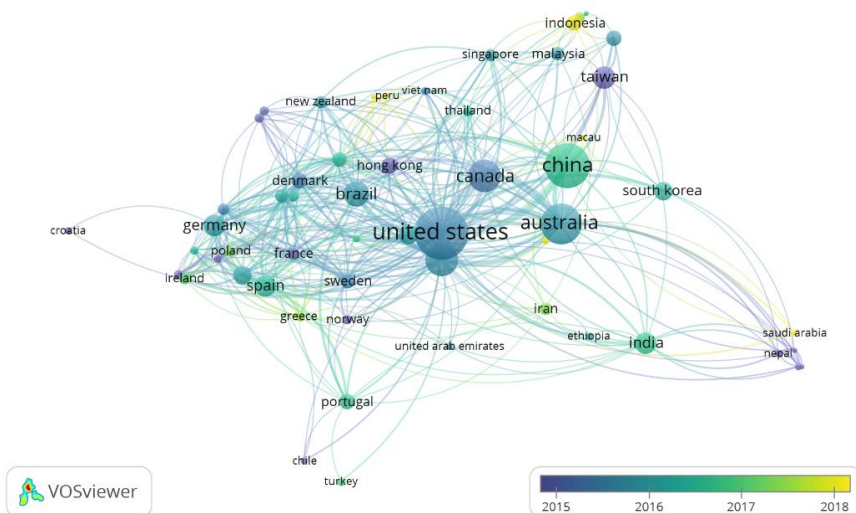 indonesia
singapore
malaysia
taiwan
viet nam
peru
new zealand
thailand
macau
hong kong
china
canada
denmark
brazil
south korea
germany
australia
united states
croatia
poland
france
ireland
spain
sweden
iran
greece
norway
saudi arabia
ethiopia
india
united arab emirates
nepal
portugal
chile
turkey
VOSviewer
2015 2016 2017 2018